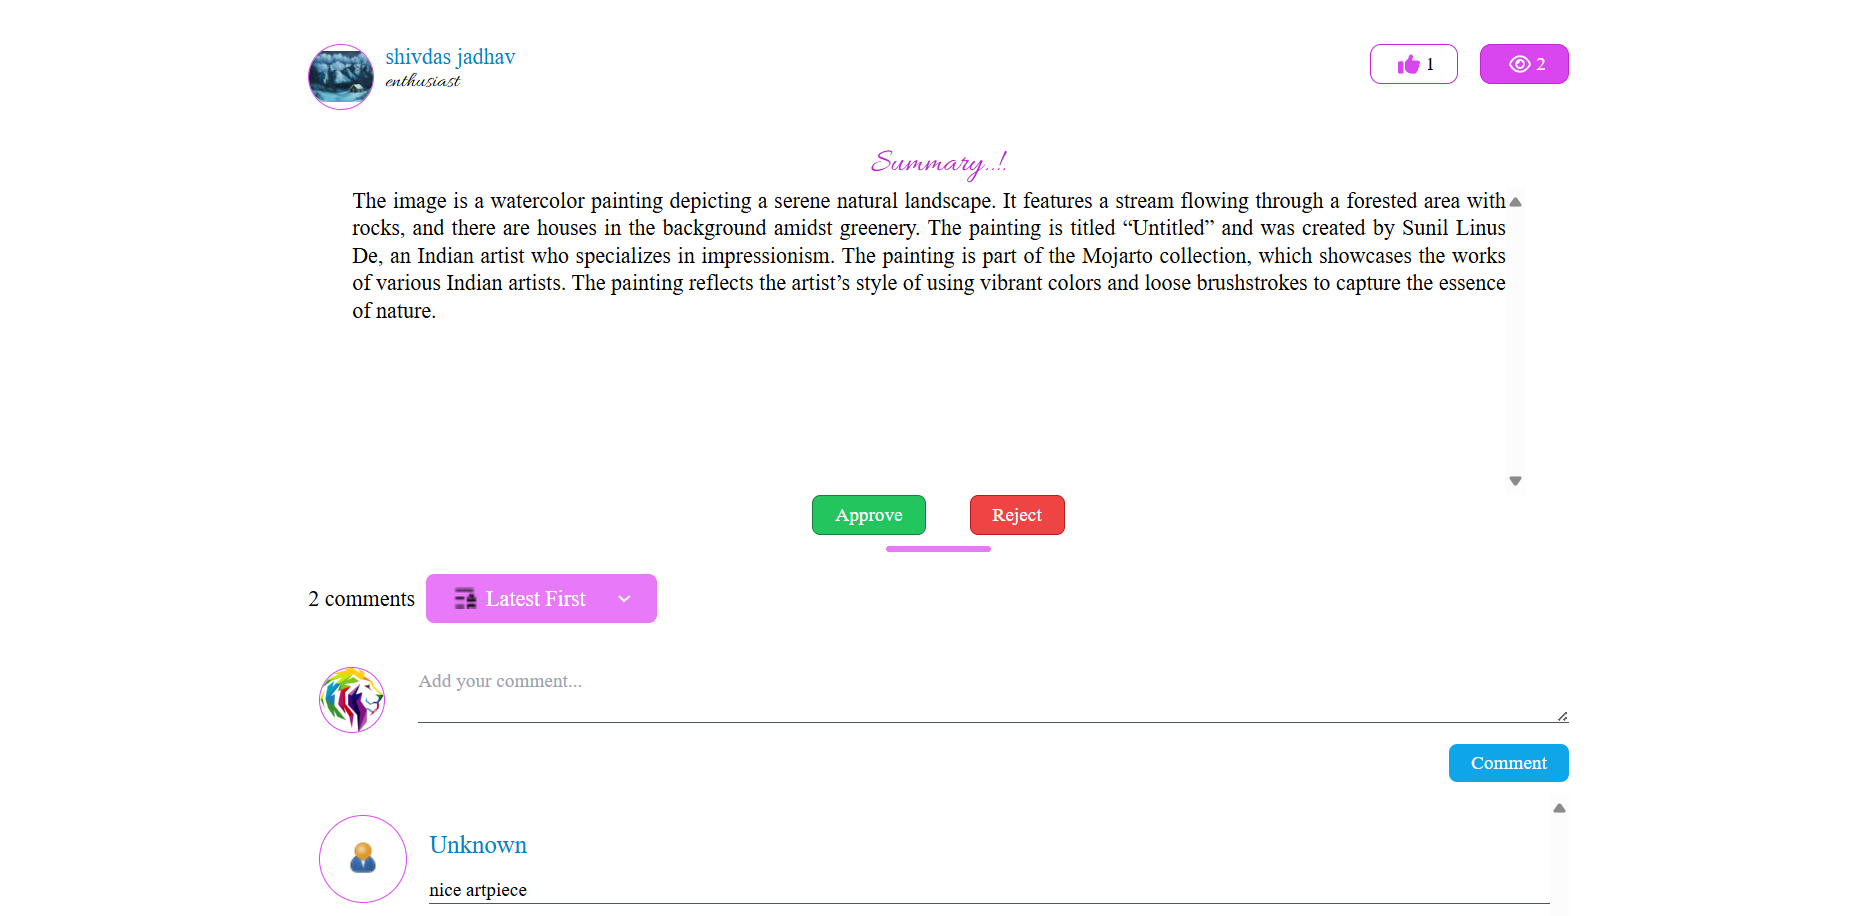 shivdas jadhav
enthusiast
1
2
Summary..!.
The image is a watercolor painting depicting a serene natural landscape. It features a stream flowing through a forested area with
rocks, and there are houses in the background amidst greenery. The painting is titled “Untitled” and was created by Sunil Linus
De, an Indian artist who specializes in impressionism. The painting is part of the Mojarto collection, which showcases the works
of various Indian artists. The painting reflects the artist’s style of using vibrant colors and loose brushstrokes to capture the essence
of nature.
Approve
Reject
2 comments
Latest First
Add your comment...
Comment
Unknown
nice artpiece